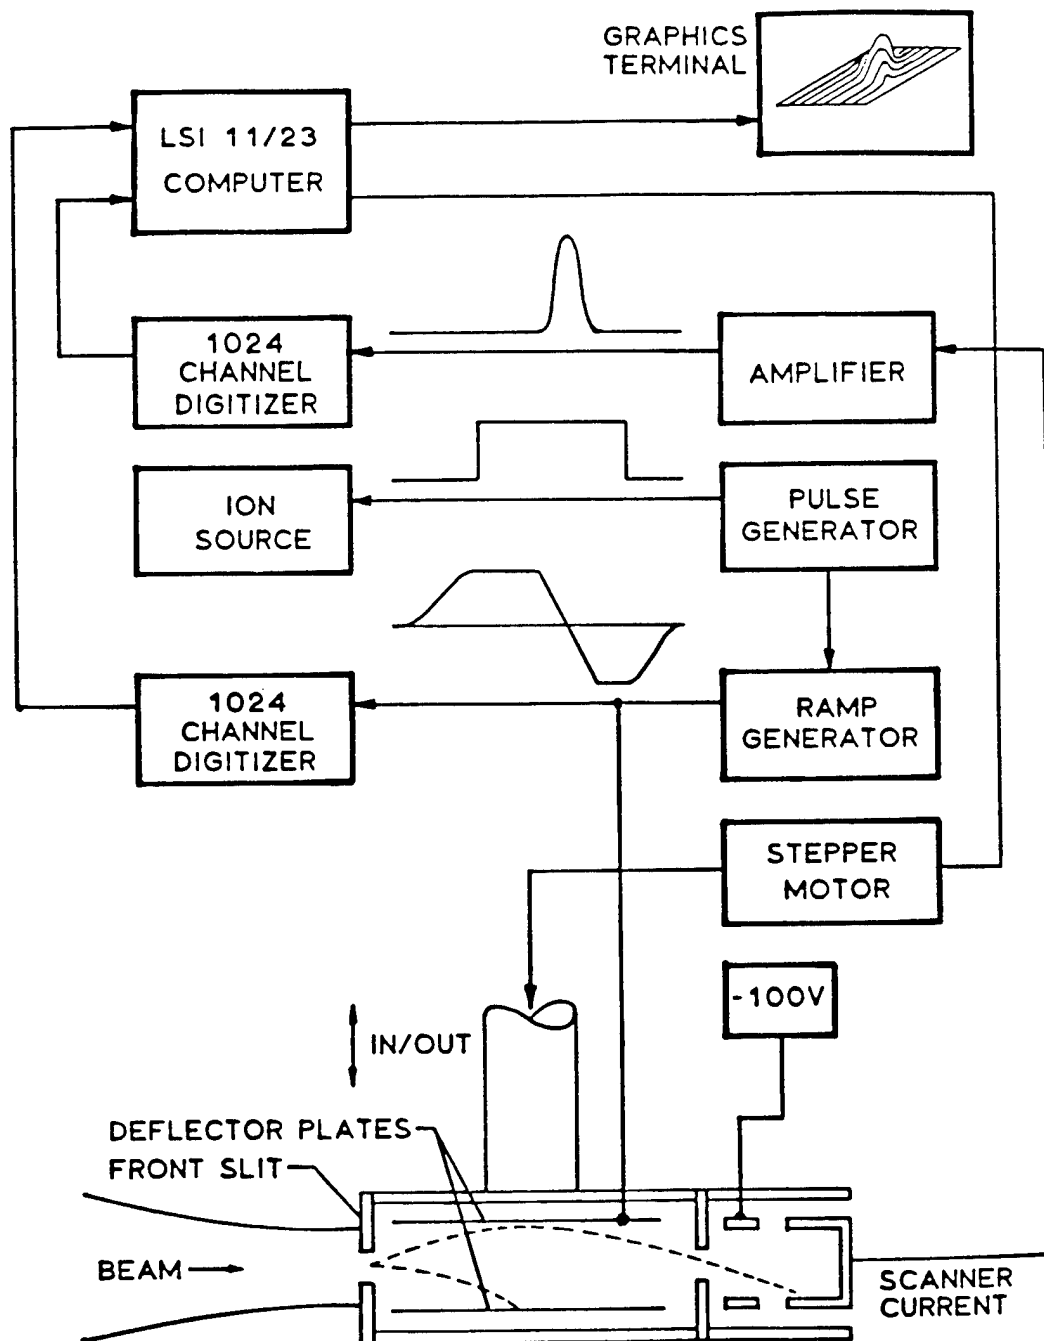 GRAPHICS
TERMINAL
LSI 11/23
COMPUTER
1024
CHANNEL
DIGITIZER
AMPLIFIER
ION
SOURCE
PULSE
GENERATOR
1024
CHANNEL
DIGITIZER
RAMP
GENERATOR
STEPPER
MOTOR
-100V
IN/OUT
DEFLECTOR PLATES
FRONT SLIT
BEAM
SCANNER
CURRENT